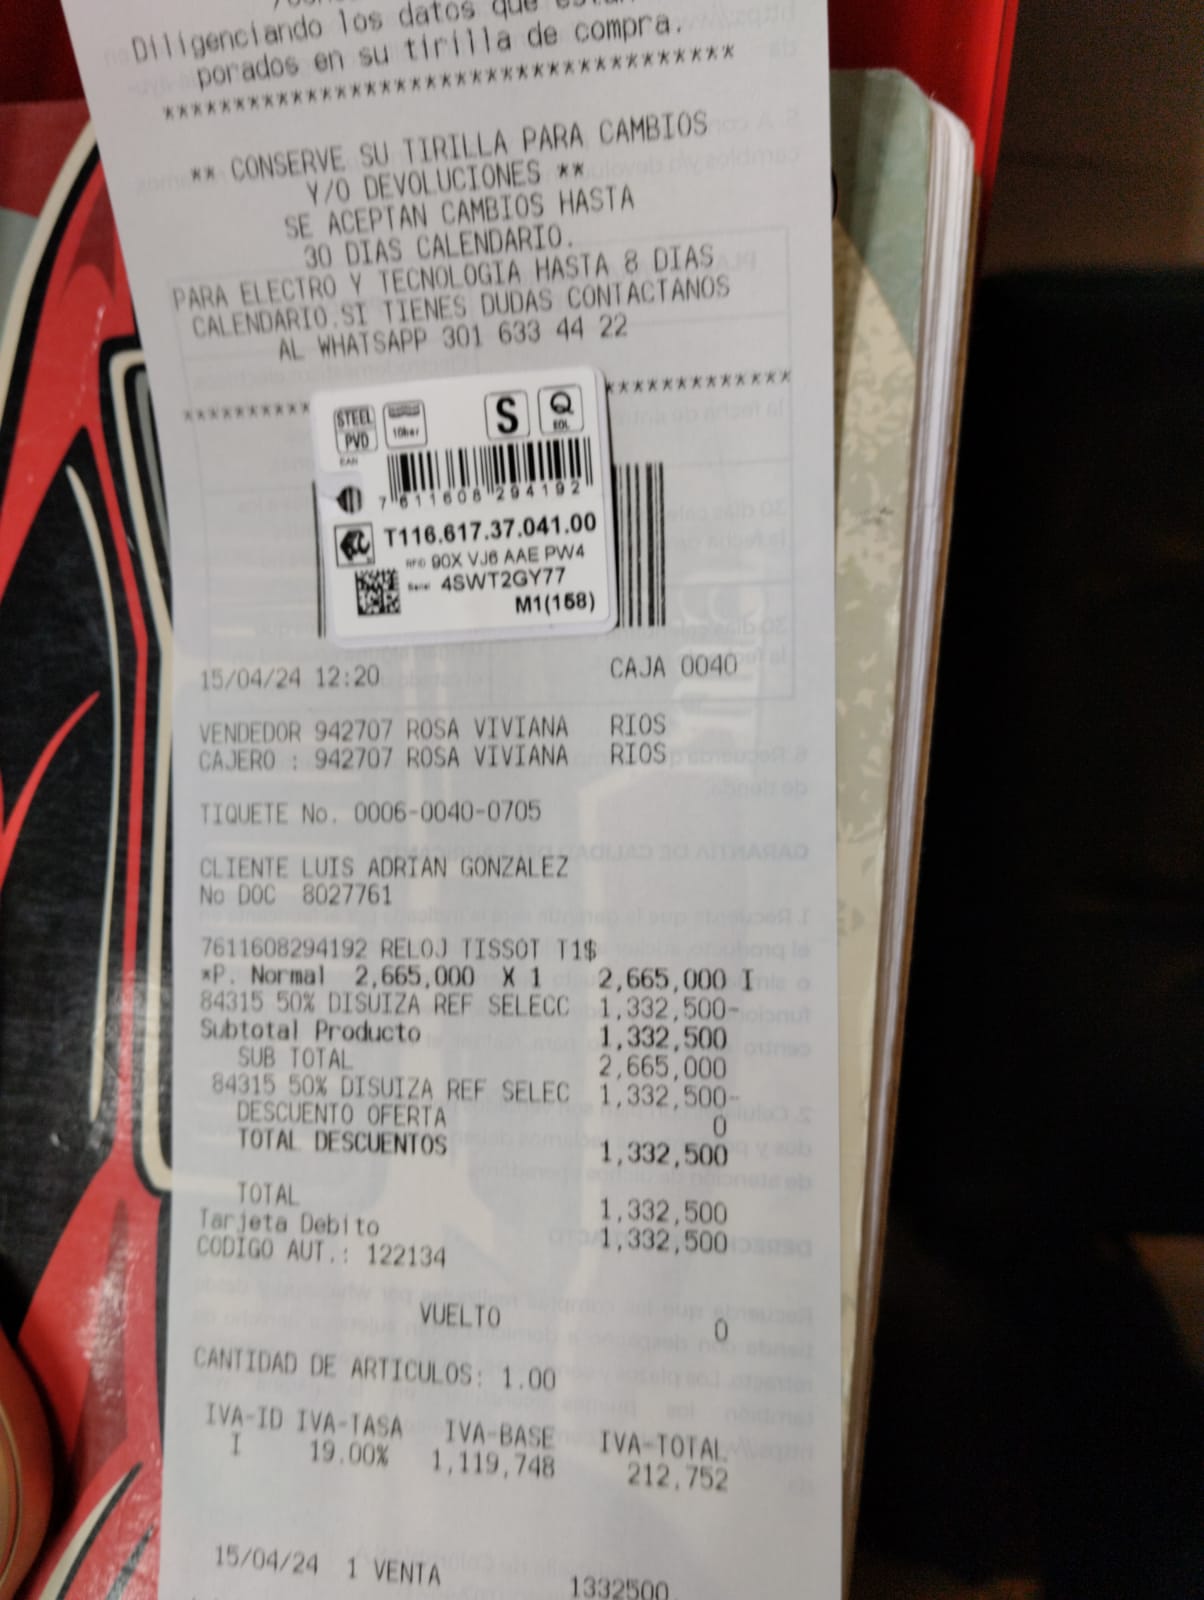 Diligenciando los datos que
porados en su tirilla de compra.
****************************************
** CONSERVE SU TIRILLA PARA CAMBIOS
Y/O DEVOLUCIONES **
SE ACEPTAN CAMBIOS HASTA
30 DIAS CALENDARIO.
PARA ELECTRO Y TECNOLOGIA HASTA 8 DIAS
CALENDARIO.SI TIENES DUDAS CONTACTANOS
AL WHATSAPP 301 633 44 22
STEEL
PVD
10bar
S
Q
EOL
EAN
7 611608 294192
T116.617.37.041.00
RFID 90X VJ6 AAE PW4
Serial 4SWT2GY77
M1(158)
15/04/24 12:20 CAJA 0040
VENDEDOR 942707 ROSA VIVIANA RIOS
CAJERO : 942707 ROSA VIVIANA RIOS
TIQUETE No. 0006-0040-0705
CLIENTE LUIS ADRIAN GONZALEZ
No DOC 8027761
7611608294192 RELOJ TISSOT T1$
*P. Normal 2,665,000 X 1 2,665,000 I
84315 50% DISUIZA REF SELECC 1,332,500-
Subtotal Producto 1,332,500
SUB TOTAL 2,665,000
84315 50% DISUIZA REF SELEC 1,332,500-
DESCUENTO OFERTA 0
TOTAL DESCUENTOS 1,332,500
TOTAL 1,332,500
Tarjeta Debito 1,332,500
CODIGO AUT.: 122134
VUELTO 0
CANTIDAD DE ARTICULOS: 1.00
IVA-ID IVA-TASA IVA-BASE IVA-TOTAL
I 19.00% 1,119,748 212,752
15/04/24 1 VENTA 1332500